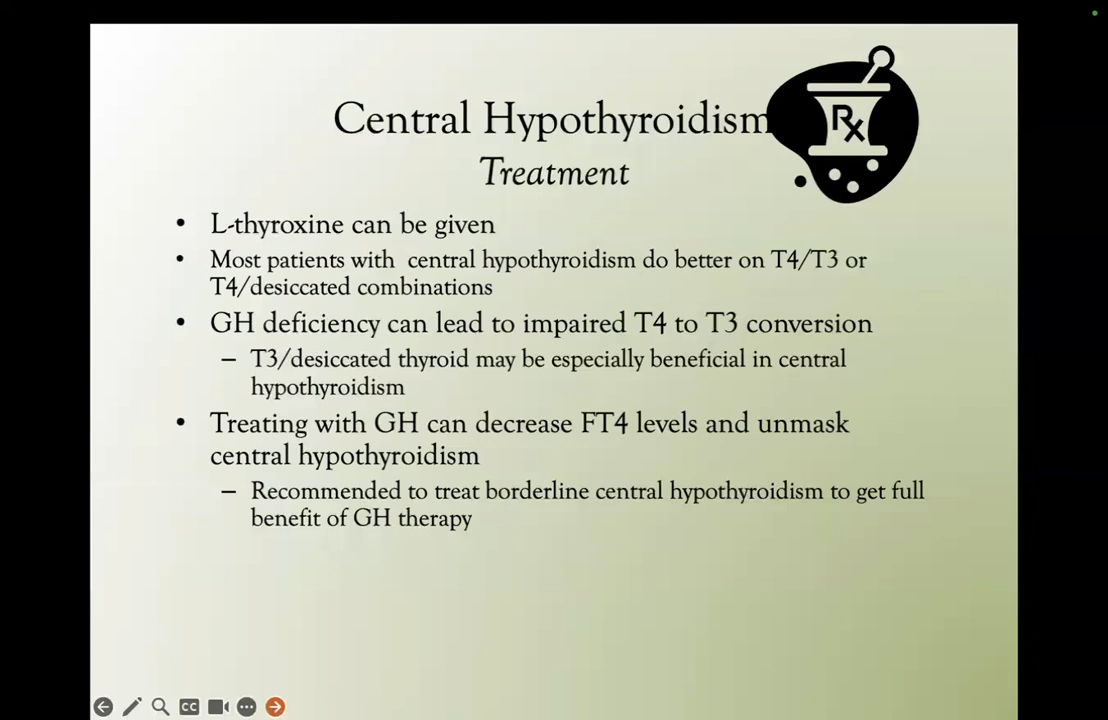 Central Hypothyroidism
Treatment
Rx
• L-thyroxine can be given
• Most patients with central hypothyroidism do better on T4/T3 or
T4/desiccated combinations
• GH deficiency can lead to impaired T4 to T3 conversion
– T3/desiccated thyroid may be especially beneficial in central
hypothyroidism
• Treating with GH can decrease FT4 levels and unmask
central hypothyroidism
– Recommended to treat borderline central hypothyroidism to get full
benefit of GH therapy
CC